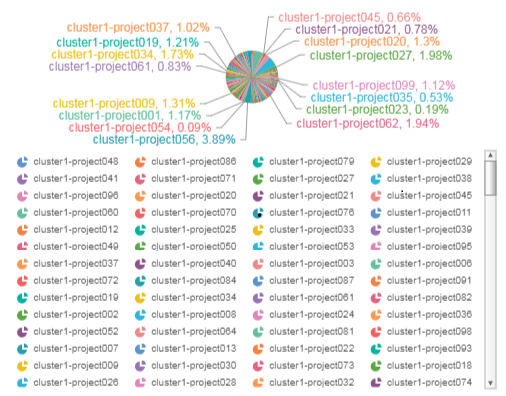 cluster1-project037, 1.02%
cluster1-project045, 0.66%
cluster1-project021, 0.78%
cluster1-project019, 1.21%
cluster1-project020, 1.3%
cluster1-project034, 1.73%
cluster1-project027, 1.98%
cluster1-project061, 0.83%
cluster1-project099, 1.12%
cluster1-project009, 1.31%
cluster1-project035, 0.53%
cluster1-project001, 1.17%
cluster1-project023, 0.19%
cluster1-project054, 0.09%
cluster1-project062, 1.94%
cluster1-project056, 3.89%
cluster1-project048 cluster1-project086 cluster1-project079 cluster1-project029
cluster1-project041 cluster1-project071 cluster1-project027 cluster1-project038
cluster1-project096 cluster1-project020 cluster1-project021 cluster1-project045
cluster1-project060 cluster1-project070 cluster1-project076 cluster1-project011
cluster1-project012 cluster1-project025 cluster1-project033 cluster1-project039
cluster1-project049 cluster1-project050 cluster1-project053 cluster1-project095
cluster1-project037 cluster1-project040 cluster1-project003 cluster1-project006
cluster1-project072 cluster1-project084 cluster1-project087 cluster1-project091
cluster1-project019 cluster1-project034 cluster1-project061 cluster1-project082
cluster1-project002 cluster1-project008 cluster1-project024 cluster1-project036
cluster1-project052 cluster1-project064 cluster1-project081 cluster1-project098
cluster1-project007 cluster1-project013 cluster1-project022 cluster1-project093
cluster1-project009 cluster1-project030 cluster1-project073 cluster1-project018
cluster1-project026 cluster1-project028 cluster1-project032 cluster1-project074